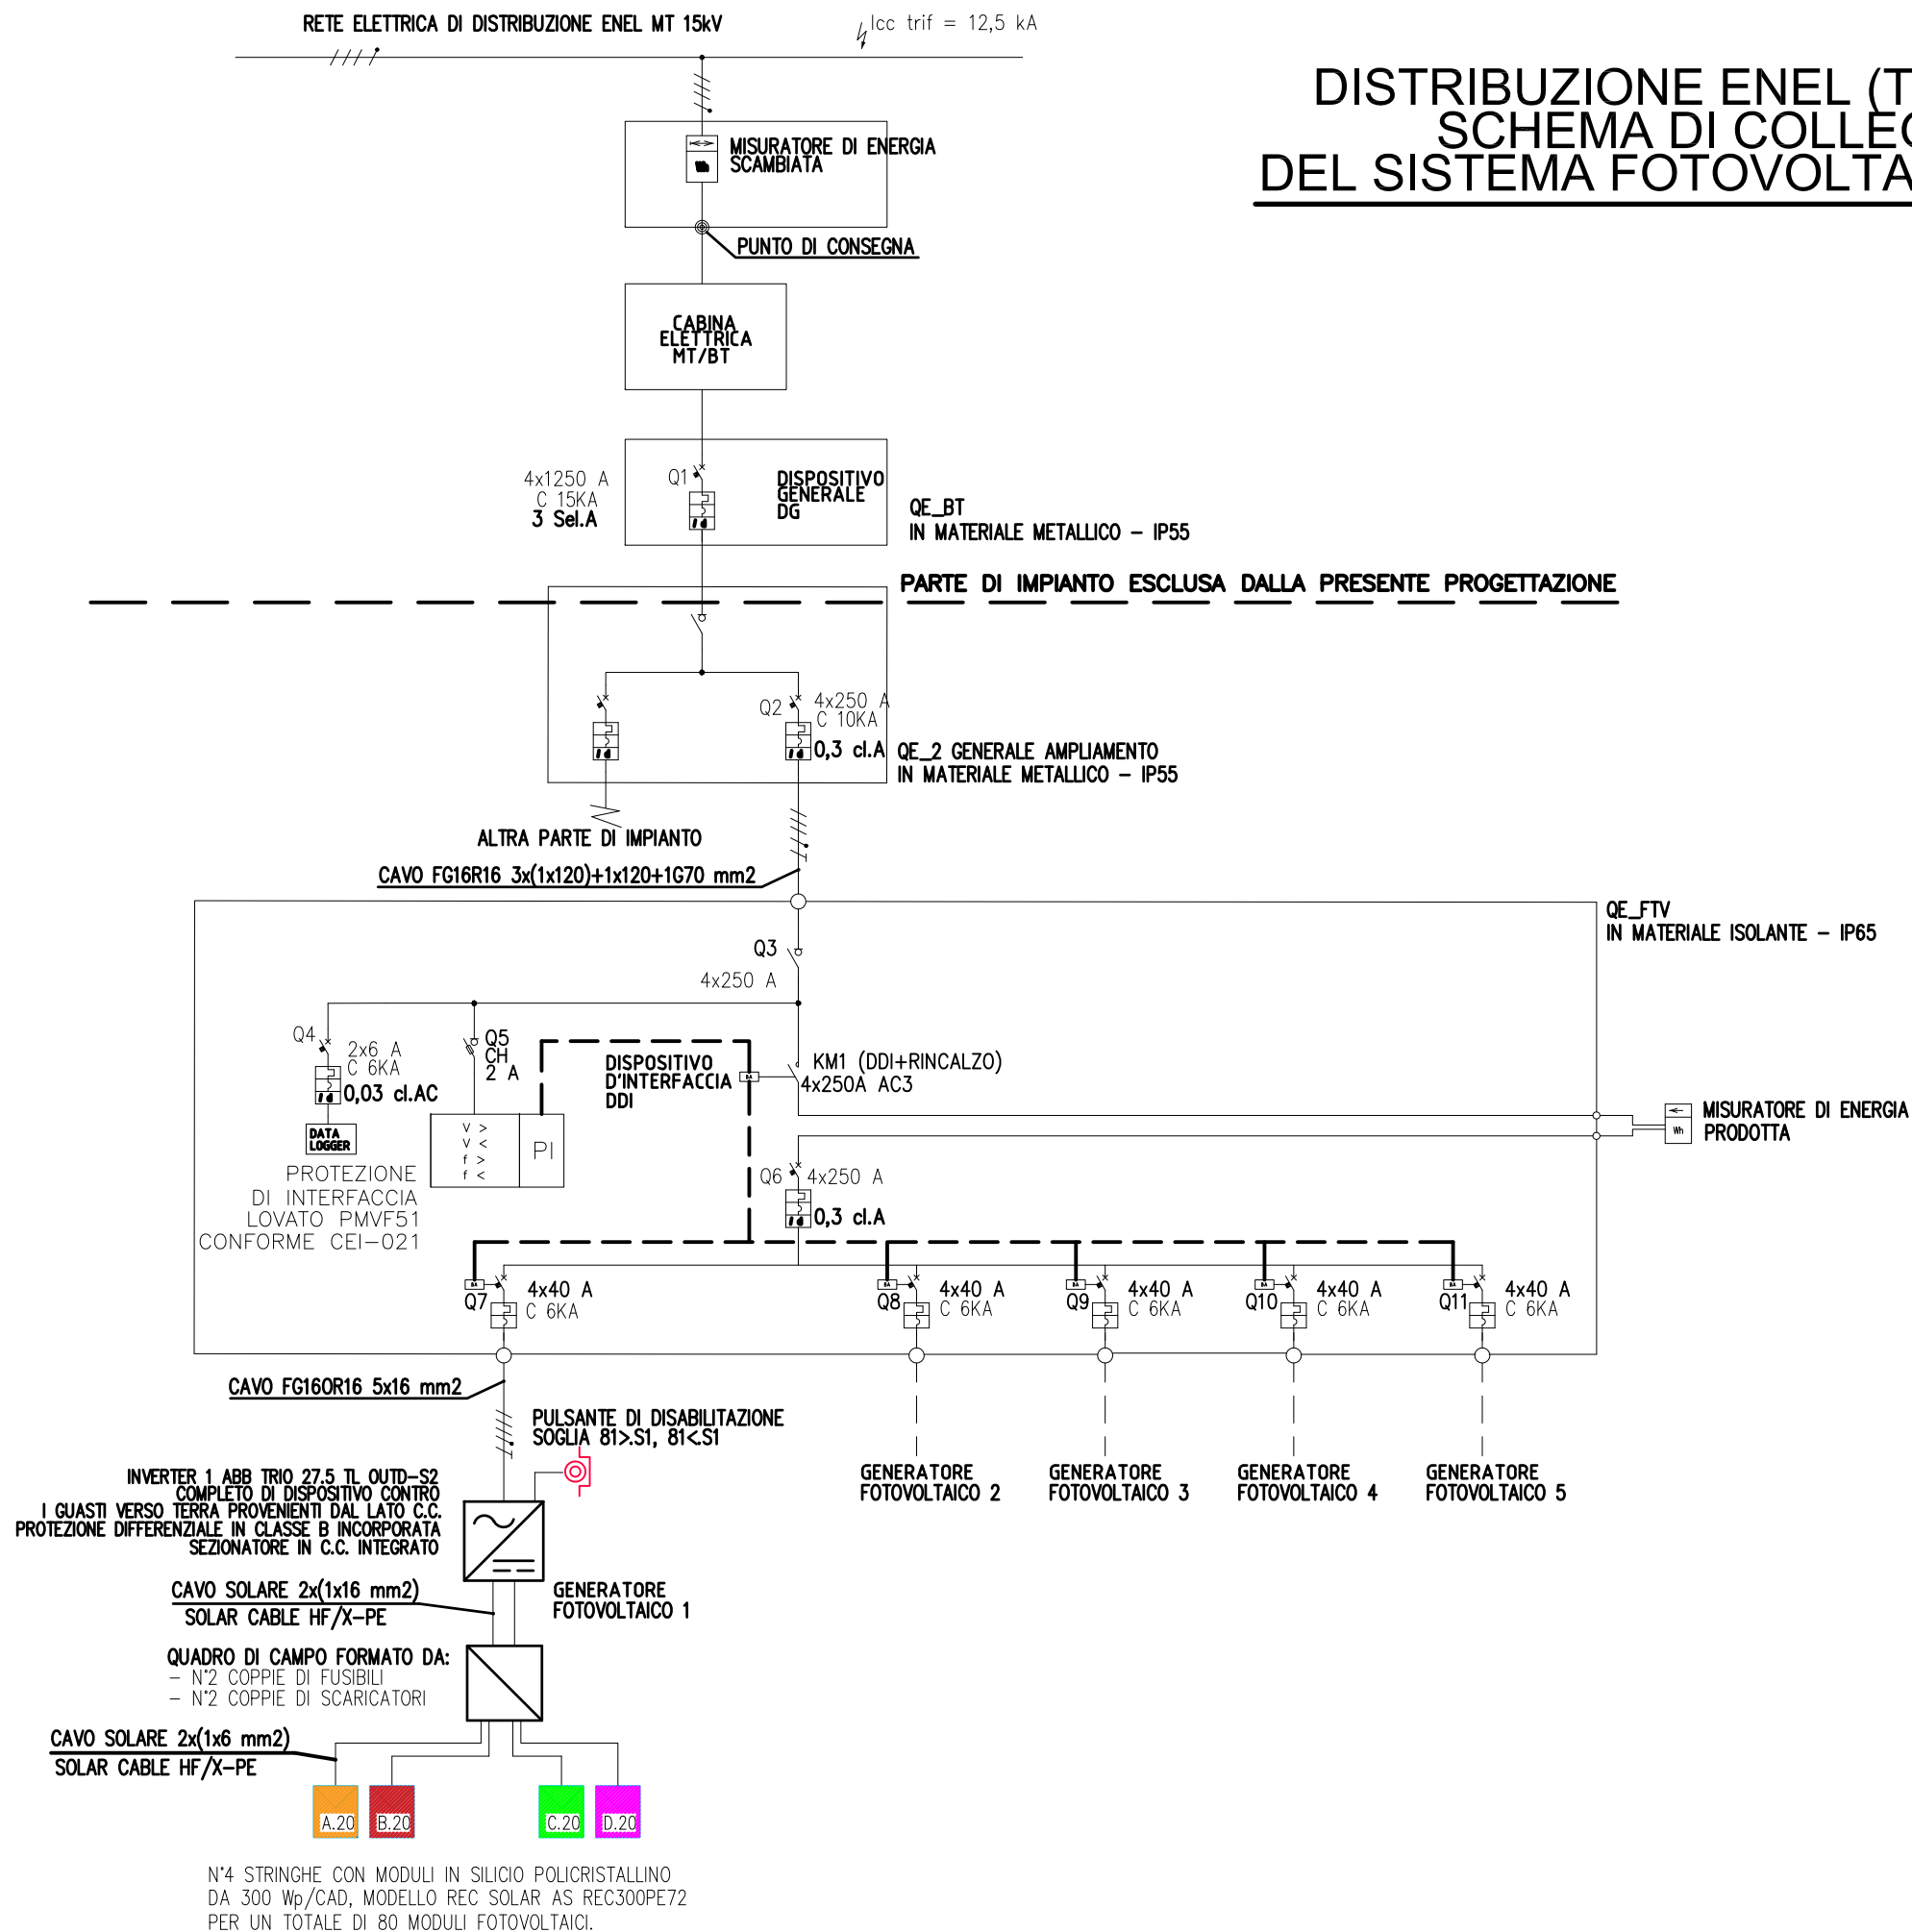 RETE ELETTRICA DI DISTRIBUZIONE ENEL MT 15kV
Icc trif = 12,5 kA
DISTRIBUZIONE ENEL (T
SCHEMA DI COLLEG
DEL SISTEMA FOTOVOLTA
MISURATORE DI ENERGIA
SCAMBIATA
PUNTO DI CONSEGNA
CABINA
ELETTRICA
MT/BT
4x1250 A
C 15KA
3 Sel.A
Q1
DISPOSITIVO
GENERALE
DG
QE_BT
IN MATERIALE METALLICO – IP55
PARTE DI IMPIANTO ESCLUSA DALLA PRESENTE PROGETTAZIONE
Q2
4x250 A
C 10KA
0,3 cl.A
QE_2 GENERALE AMPLIAMENTO
IN MATERIALE METALLICO – IP55
ALTRA PARTE DI IMPIANTO
CAVO FG16R16 3x(1x120)+1x120+1G70 mm2
QE_FTV
IN MATERIALE ISOLANTE – IP65
Q3
4x250 A
Q4
2x6 A
C 6KA
0,03 cl.AC
DATA
LOGGER
Q5
CH
2 A
V >
V <
f >
f <
PI
PROTEZIONE
DI INTERFACCIA
LOVATO PMVF51
CONFORME CEI–021
DISPOSITIVO
D'INTERFACCIA
DDI
BA
KM1 (DDI+RINCALZO)
4x250A AC3
Wh
MISURATORE DI ENERGIA
PRODOTTA
Q6
4x250 A
0,3 cl.A
BA
Q7
4x40 A
C 6KA
BA
Q8
4x40 A
C 6KA
BA
Q9
4x40 A
C 6KA
BA
Q10
4x40 A
C 6KA
BA
Q11
4x40 A
C 6KA
CAVO FG16OR16 5x16 mm2
PULSANTE DI DISABILITAZIONE
SOGLIA 81>.S1, 81<.S1
GENERATORE
FOTOVOLTAICO 2
GENERATORE
FOTOVOLTAICO 3
GENERATORE
FOTOVOLTAICO 4
GENERATORE
FOTOVOLTAICO 5
INVERTER 1 ABB TRIO 27.5 TL OUTD–S2
COMPLETO DI DISPOSITIVO CONTRO
I GUASTI VERSO TERRA PROVENIENTI DAL LATO C.C.
PROTEZIONE DIFFERENZIALE IN CLASSE B INCORPORATA
SEZIONATORE IN C.C. INTEGRATO
GENERATORE
FOTOVOLTAICO 1
CAVO SOLARE 2x(1x16 mm2)
SOLAR CABLE HF/X–PE
QUADRO DI CAMPO FORMATO DA:
– N°2 COPPIE DI FUSIBILI
– N°2 COPPIE DI SCARICATORI
CAVO SOLARE 2x(1x6 mm2)
SOLAR CABLE HF/X–PE
A.20
B.20
C.20
D.20
N°4 STRINGHE CON MODULI IN SILICIO POLICRISTALLINO
DA 300 Wp/CAD, MODELLO REC SOLAR AS REC300PE72
PER UN TOTALE DI 80 MODULI FOTOVOLTAICI.